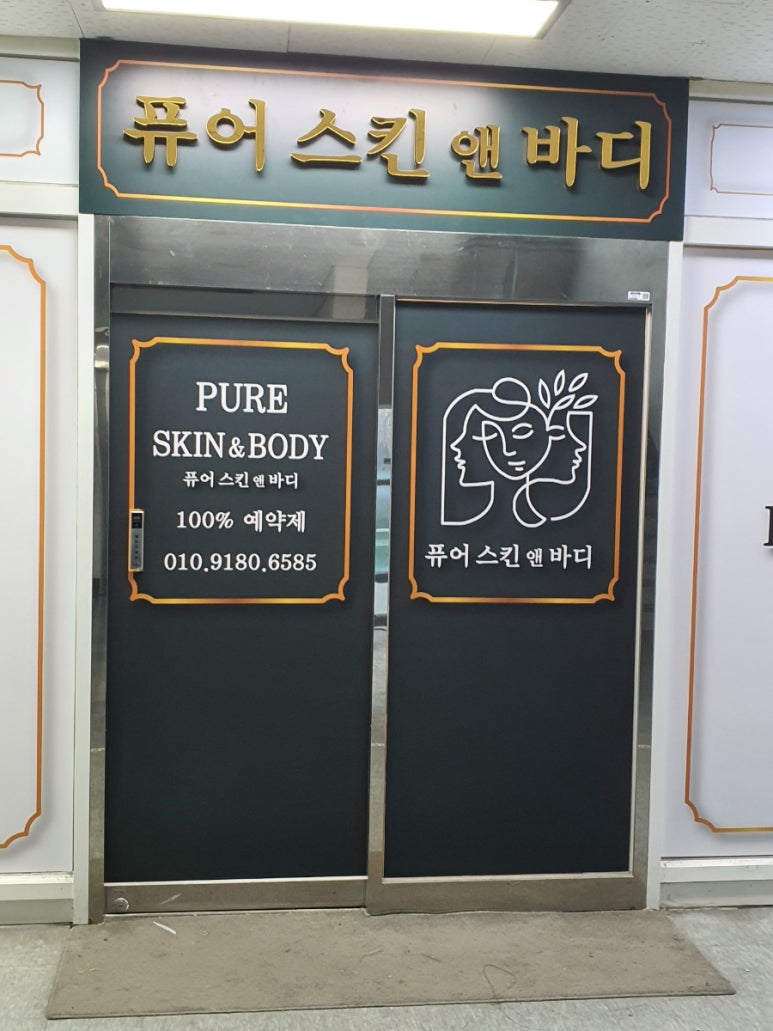 퓨어 스킨 앤 바디
PURE
SKIN & BODY
퓨어 스킨 앤 바디
100% 예약제
010.9180.6585
퓨어 스킨 앤 바디